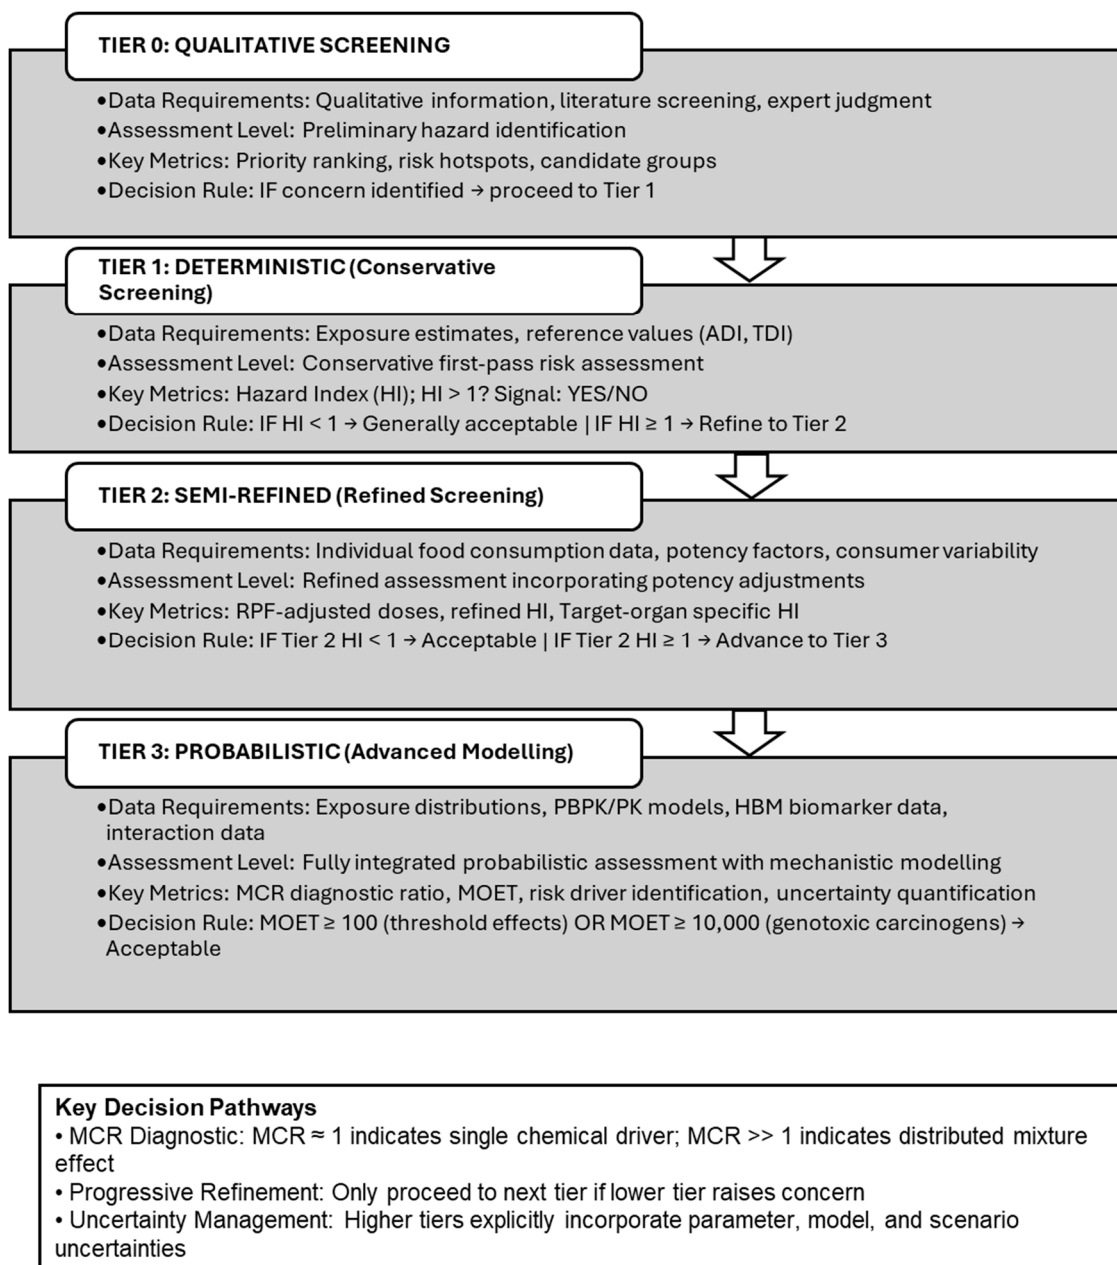 TIER 0: QUALITATIVE SCREENING
•Data Requirements: Qualitative information, literature screening, expert judgment
•Assessment Level: Preliminary hazard identification
•Key Metrics: Priority ranking, risk hotspots, candidate groups
•Decision Rule: IF concern identified → proceed to Tier 1
TIER 1: DETERMINISTIC (Conservative
Screening)
•Data Requirements: Exposure estimates, reference values (ADI, TDI)
•Assessment Level: Conservative first-pass risk assessment
•Key Metrics: Hazard Index (HI); HI > 1? Signal: YES/NO
•Decision Rule: IF HI < 1 → Generally acceptable | IF HI ≥ 1 → Refine to Tier 2
TIER 2: SEMI-REFINED (Refined Screening)
•Data Requirements: Individual food consumption data, potency factors, consumer variability
•Assessment Level: Refined assessment incorporating potency adjustments
•Key Metrics: RPF-adjusted doses, refined HI, Target-organ specific HI
•Decision Rule: IF Tier 2 HI < 1 → Acceptable | IF Tier 2 HI ≥ 1 → Advance to Tier 3
TIER 3: PROBABILISTIC (Advanced Modelling)
•Data Requirements: Exposure distributions, PBPK/PK models, HBM biomarker data,
interaction data
•Assessment Level: Fully integrated probabilistic assessment with mechanistic modelling
•Key Metrics: MCR diagnostic ratio, MOET, risk driver identification, uncertainty quantification
•Decision Rule: MOET ≥ 100 (threshold effects) OR MOET ≥ 10,000 (genotoxic carcinogens) →
Acceptable
Key Decision Pathways
• MCR Diagnostic: MCR ≈ 1 indicates single chemical driver; MCR >> 1 indicates distributed mixture
effect
• Progressive Refinement: Only proceed to next tier if lower tier raises concern
• Uncertainty Management: Higher tiers explicitly incorporate parameter, model, and scenario
uncertainties